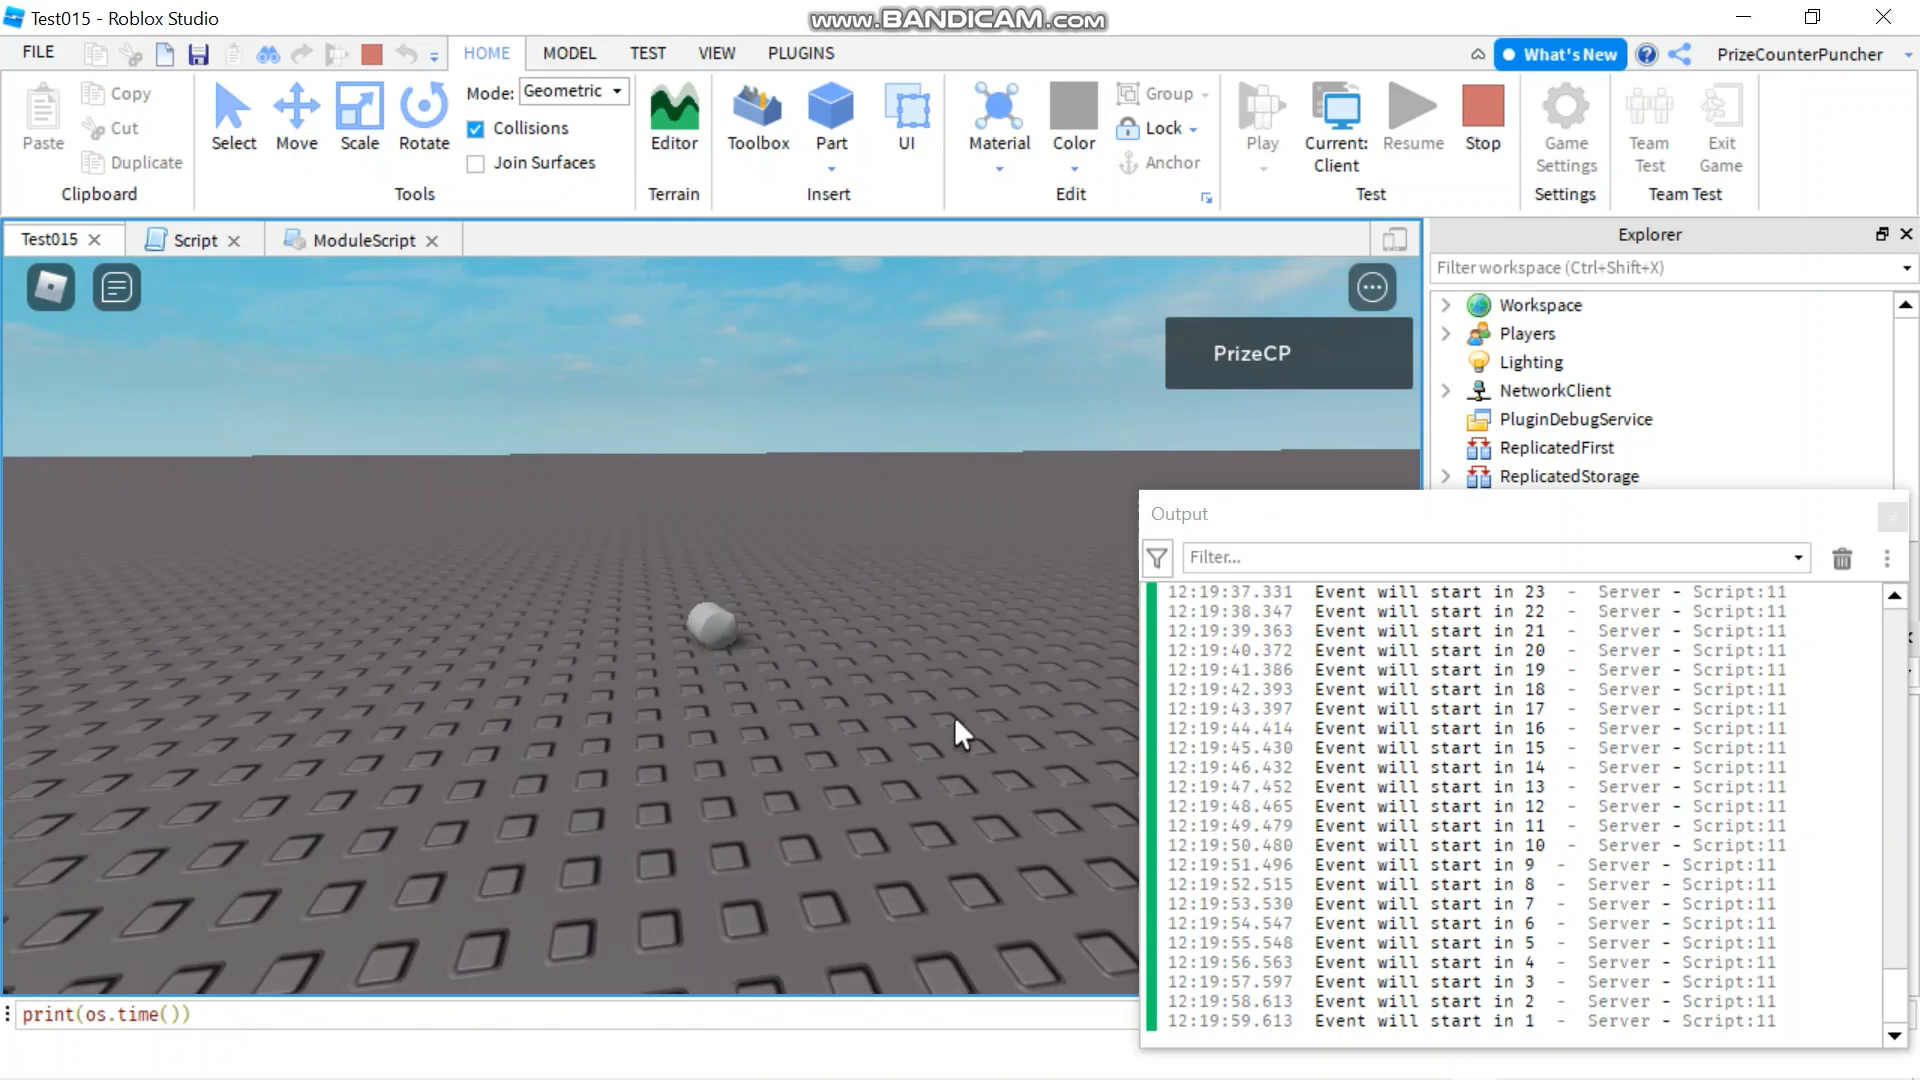 Test015 - Roblox Studio
www.BANDICAM.com
FILE
HOME
MODEL
TEST
VIEW
PLUGINS
What's New
PrizeCounterPuncher
Paste
Copy
Cut
Duplicate
Clipboard
Select
Move
Scale
Rotate
Mode: Geometric
Collisions
Join Surfaces
Tools
Editor
Terrain
Toolbox
Part
UI
Insert
Material
Color
Group
Lock
Anchor
Edit
Play
Current: Client
Resume
Stop
Test
Game Settings
Settings
Team Test
Exit Game
Team Test
Test015
Script
ModuleScript
PrizeCP
Explorer
Filter workspace (Ctrl+Shift+X)
Workspace
Players
Lighting
NetworkClient
PluginDebugService
ReplicatedFirst
ReplicatedStorage
Output
Filter...
12:19:37.331 Event will start in 23 - Server - Script:11
12:19:38.347 Event will start in 22 - Server - Script:11
12:19:39.363 Event will start in 21 - Server - Script:11
12:19:40.372 Event will start in 20 - Server - Script:11
12:19:41.386 Event will start in 19 - Server - Script:11
12:19:42.393 Event will start in 18 - Server - Script:11
12:19:43.397 Event will start in 17 - Server - Script:11
12:19:44.414 Event will start in 16 - Server - Script:11
12:19:45.430 Event will start in 15 - Server - Script:11
12:19:46.432 Event will start in 14 - Server - Script:11
12:19:47.452 Event will start in 13 - Server - Script:11
12:19:48.465 Event will start in 12 - Server - Script:11
12:19:49.479 Event will start in 11 - Server - Script:11
12:19:50.480 Event will start in 10 - Server - Script:11
12:19:51.496 Event will start in 9 - Server - Script:11
12:19:52.515 Event will start in 8 - Server - Script:11
12:19:53.530 Event will start in 7 - Server - Script:11
12:19:54.547 Event will start in 6 - Server - Script:11
12:19:55.548 Event will start in 5 - Server - Script:11
12:19:56.563 Event will start in 4 - Server - Script:11
12:19:57.597 Event will start in 3 - Server - Script:11
12:19:58.613 Event will start in 2 - Server - Script:11
12:19:59.613 Event will start in 1 - Server - Script:11
print(os.time())